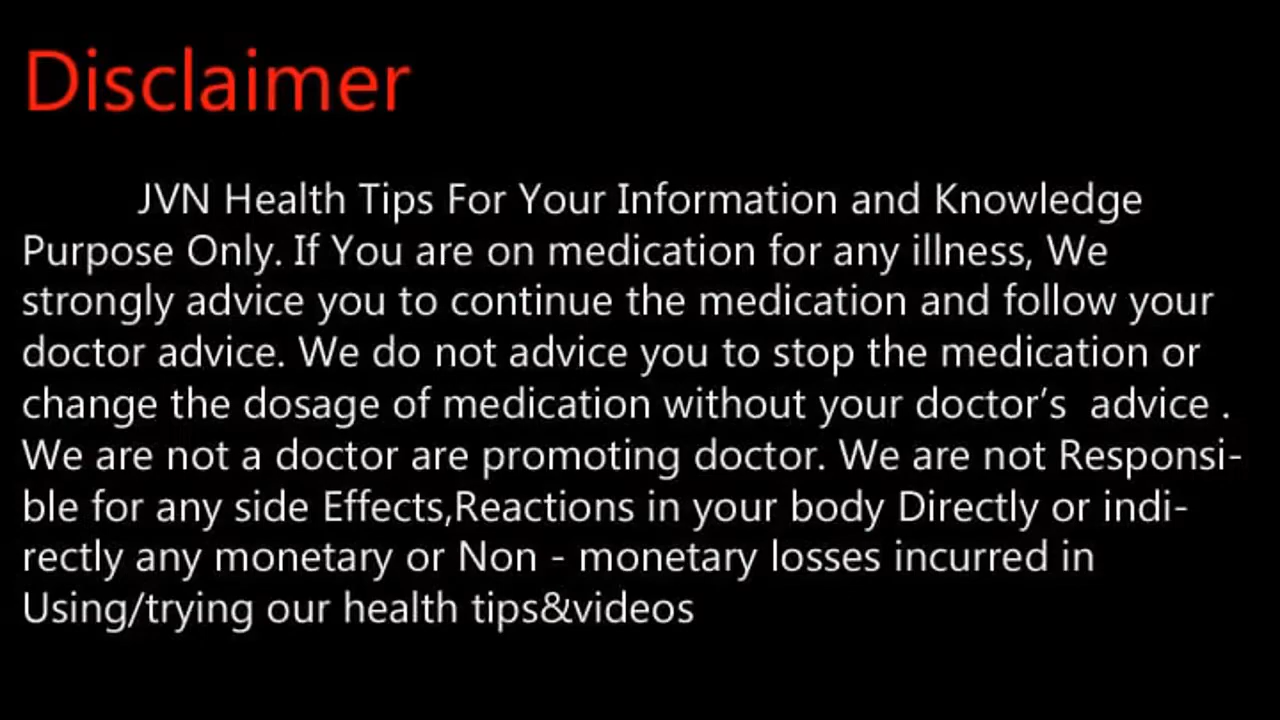 Disclaimer
JVN Health Tips For Your Information and Knowledge
Purpose Only. If You are on medication for any illness, We
strongly advice you to continue the medication and follow your
doctor advice. We do not advice you to stop the medication or
change the dosage of medication without your doctor’s  advice .
We are not a doctor are promoting doctor. We are not Responsi-
ble for any side Effects,Reactions in your body Directly or indi-
rectly any monetary or Non - monetary losses incurred in
Using/trying our health tips&videos